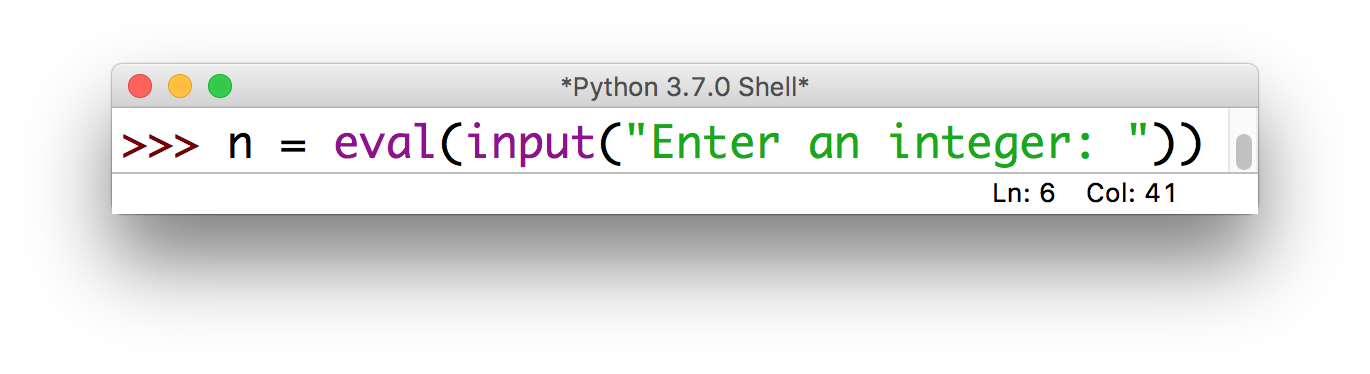 *Python 3.7.0 Shell*
>>> n = eval(input("Enter an integer: "))
Ln: 6 Col: 41